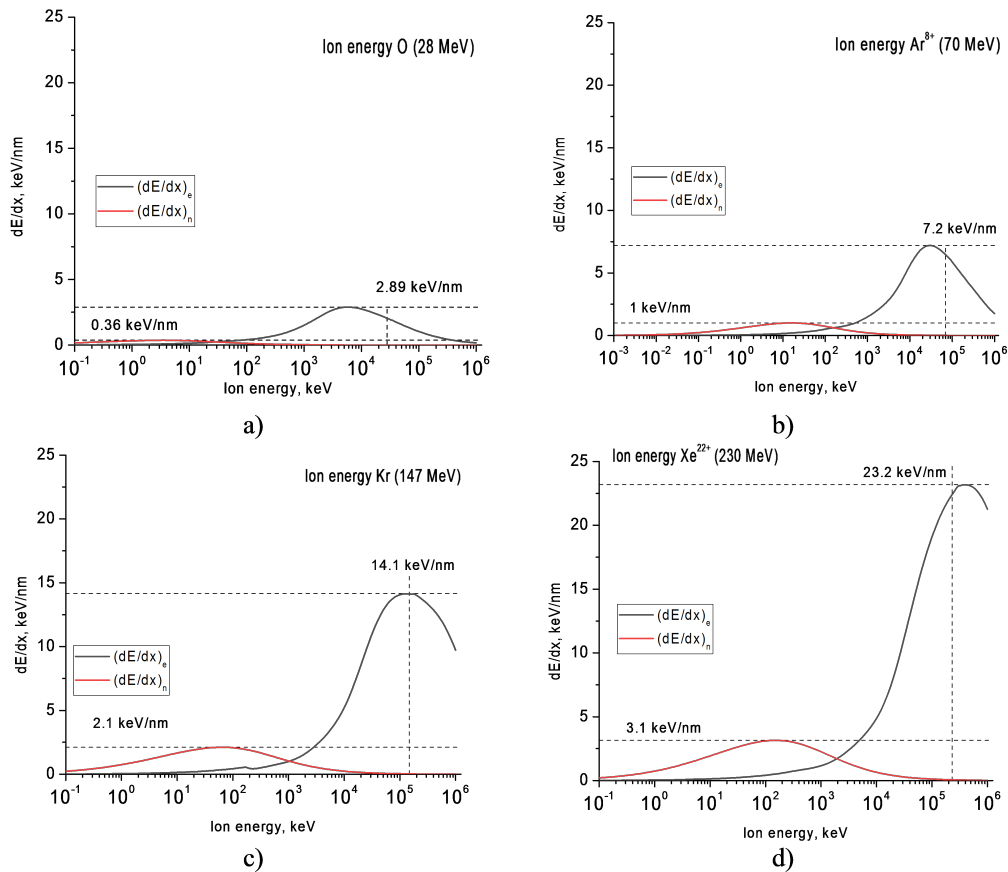 Ion energy O (28 MeV)
25
20
15
10
5
0
dE/dx, keV/nm
(dE/dx)e
(dE/dx)n
2.89 keV/nm
0.36 keV/nm
10⁻¹ 10⁰ 10¹ 10² 10³ 10⁴ 10⁵ 10⁶
Ion energy, keV
a)
Ion energy Ar⁸⁺ (70 MeV)
25
20
15
10
5
0
dE/dx, keV/nm
(dE/dx)e
(dE/dx)n
7.2 keV/nm
1 keV/nm
10⁻³ 10⁻² 10⁻¹ 10⁰ 10¹ 10² 10³ 10⁴ 10⁵ 10⁶
Ion energy, keV
b)
Ion energy Kr (147 MeV)
25
20
15
10
5
0
dE/dx, keV/nm
14.1 keV/nm
(dE/dx)e
(dE/dx)n
2.1 keV/nm
10⁻¹ 10⁰ 10¹ 10² 10³ 10⁴ 10⁵ 10⁶
Ion energy, keV
c)
Ion energy Xe²²⁺ (230 MeV)
25
20
15
10
5
0
dE/dx, keV/nm
23.2 keV/nm
(dE/dx)e
(dE/dx)n
3.1 keV/nm
10⁻¹ 10⁰ 10¹ 10² 10³ 10⁴ 10⁵ 10⁶
Ion energy, keV
d)